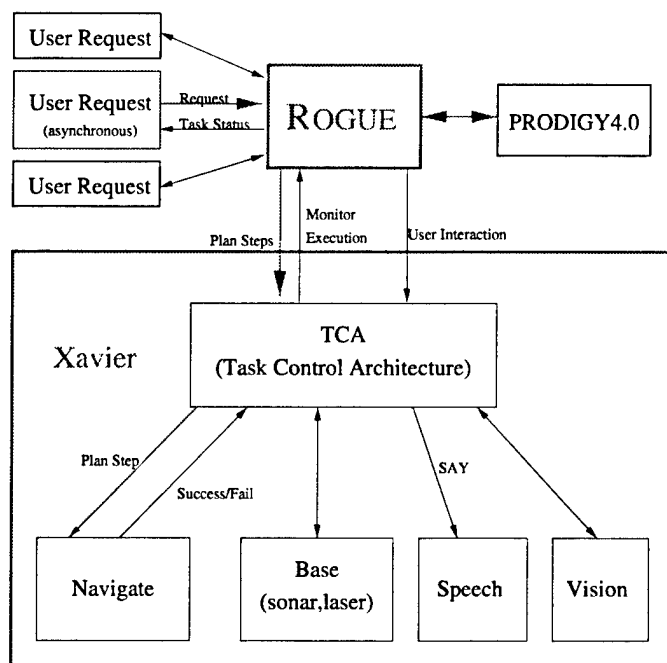 User Request
User Request
(asynchronous)
User Request
Request
Task Status
ROGUE
PRODIGY4.0
Plan Steps
Monitor
Execution
User Interaction
Xavier
TCA
(Task Control Architecture)
Plan Step
Success/Fail
SAY
Navigate
Base
(sonar,laser)
Speech
Vision